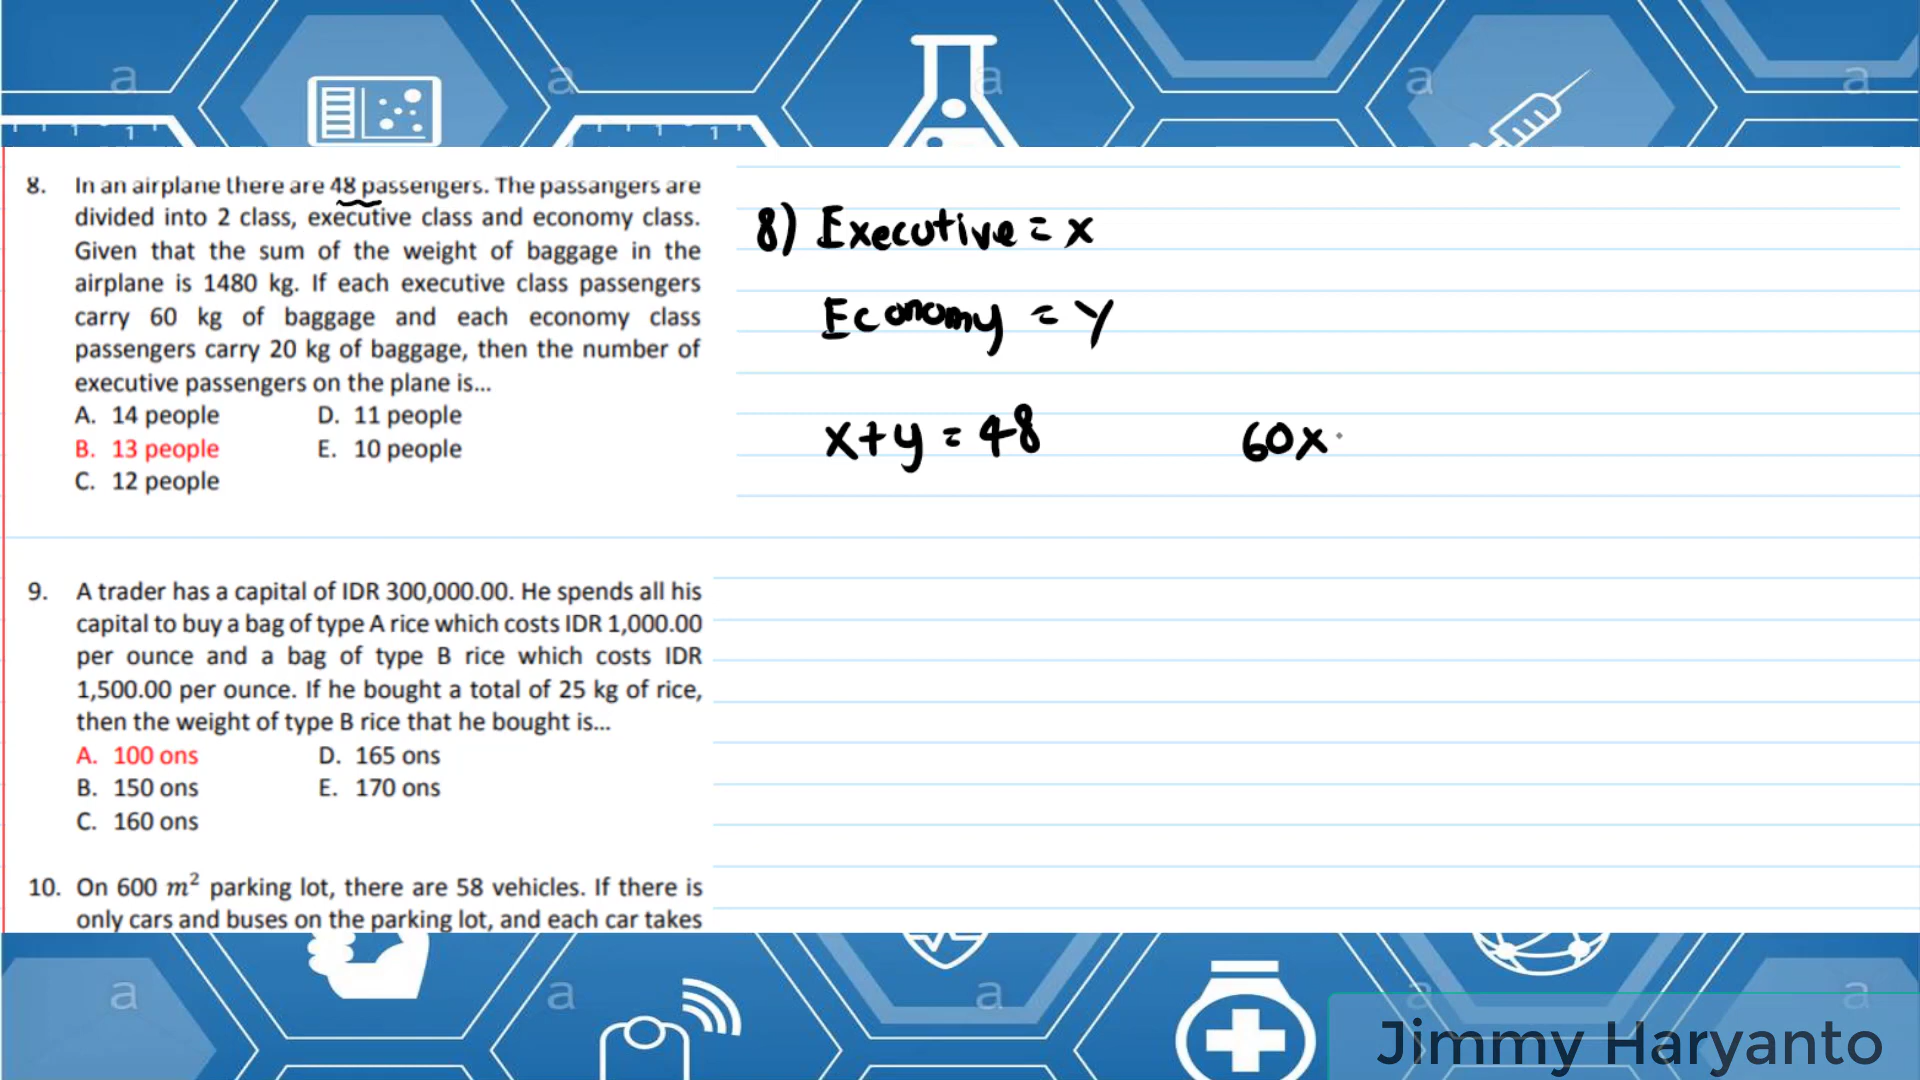 8. In an airplane there are 48 passengers. The passangers are
divided into 2 class, executive class and economy class.
Given that the sum of the weight of baggage in the
airplane is 1480 kg. If each executive class passengers
carry 60 kg of baggage and each economy class
passengers carry 20 kg of baggage, then the number of
executive passengers on the plane is...
A. 14 people D. 11 people
B. 13 people E. 10 people
C. 12 people
9. A trader has a capital of IDR 300,000.00. He spends all his
capital to buy a bag of type A rice which costs IDR 1,000.00
per ounce and a bag of type B rice which costs IDR
1,500.00 per ounce. If he bought a total of 25 kg of rice,
then the weight of type B rice that he bought is...
A. 100 ons D. 165 ons
B. 150 ons E. 170 ons
C. 160 ons
10. On 600 m² parking lot, there are 58 vehicles. If there is
only cars and buses on the parking lot, and each car takes
8) Executive = x
Economy = y
x+y = 48 60x
Jimmy Haryanto
a a a a a
1 1 1 1
a a a a a